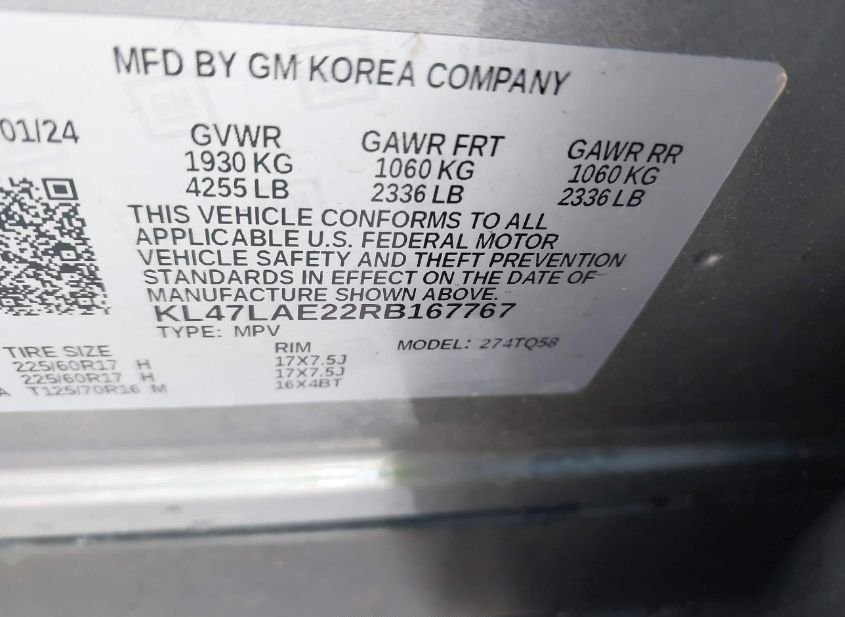 MFD BY GM KOREA COMPANY
01/24
GVWR GAWR FRT GAWR RR
1930 KG 1060 KG 1060 KG
4255 LB 2336 LB 2336 LB
THIS VEHICLE CONFORMS TO ALL
APPLICABLE U.S. FEDERAL MOTOR
VEHICLE SAFETY AND THEFT PREVENTION
STANDARDS IN EFFECT ON THE DATE OF
MANUFACTURE SHOWN ABOVE.
KL47LAE22RB167767
TYPE: MPV
TIRE SIZE RIM MODEL: 274TQ58
225/60R17 H 17X7.5J
225/60R17 H 17X7.5J
A T125/70R16 M 16X4BT